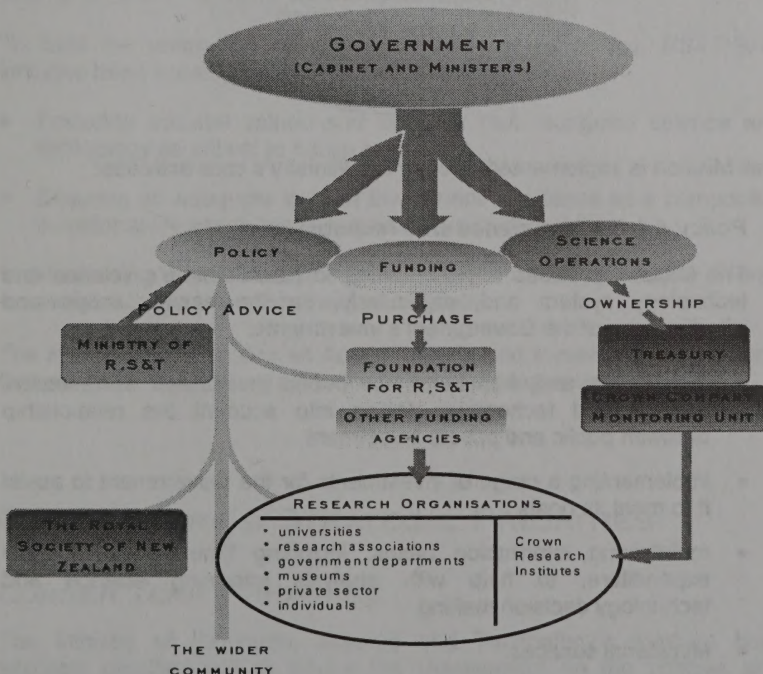 GOVERNMENT
(CABINET AND MINISTERS)
POLICY
FUNDING
SCIENCE
OPERATIONS
POLICY ADVICE
PURCHASE
OWNERSHIP
MINISTRY OF
R,S&T
FOUNDATION
FOR R,S&T
TREASURY
CROWN COMPANY
MONITORING UNIT
OTHER FUNDING
AGENCIES
RESEARCH ORGANISATIONS
• universities
• research associations
• government departments
• museums
• private sector
• individuals
Crown
Research
Institutes
THE ROYAL
SOCIETY OF NEW
ZEALAND
THE WIDER
COMMUNITY